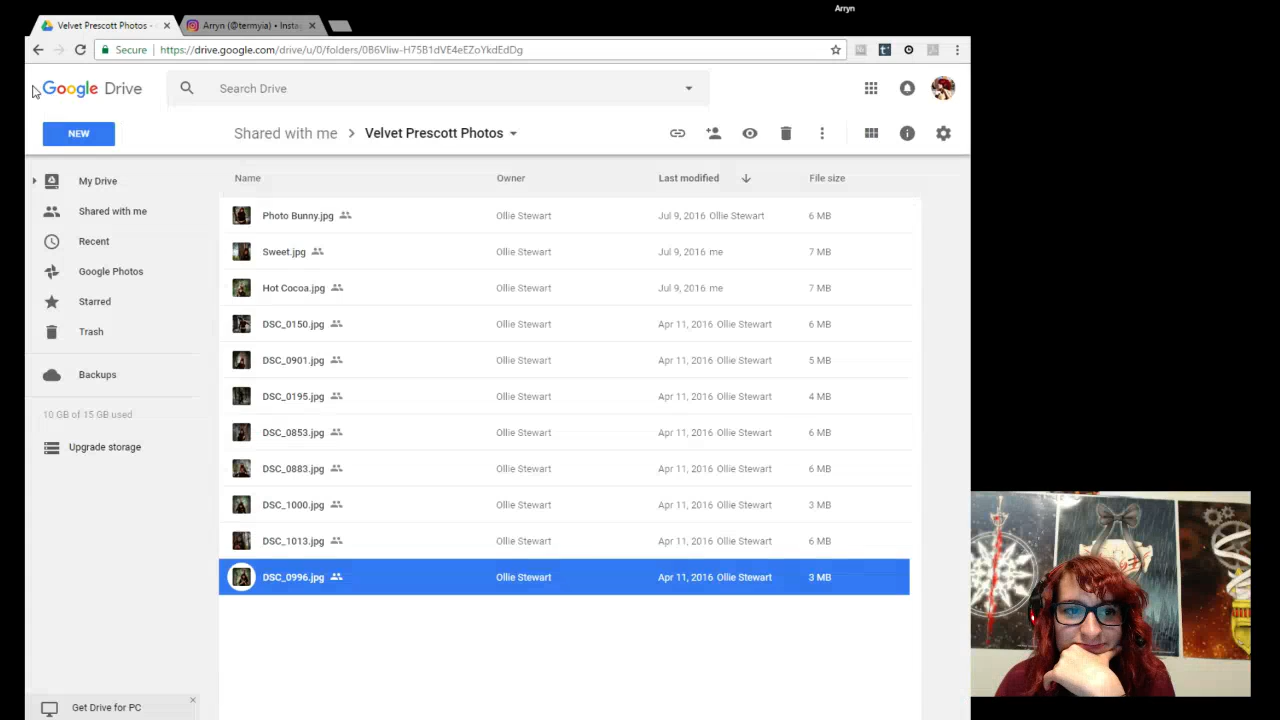 Arryn
Velvet Prescott Photos -
Arryn (@termyia) • Insta
Secure https://drive.google.com/drive/u/0/folders/0B6Vliw-H75B1dVE4eEZoYkdEdDg
Google Drive
Search Drive
NEW
Shared with me > Velvet Prescott Photos
My Drive
Shared with me
Recent
Google Photos
Starred
Trash
Backups
10 GB of 15 GB used
Upgrade storage
Get Drive for PC
Name Owner Last modified File size
Photo Bunny.jpg Ollie Stewart Jul 9, 2016 Ollie Stewart 6 MB
Sweet.jpg Ollie Stewart Jul 9, 2016 me 7 MB
Hot Cocoa.jpg Ollie Stewart Jul 9, 2016 me 7 MB
DSC_0150.jpg Ollie Stewart Apr 11, 2016 Ollie Stewart 6 MB
DSC_0901.jpg Ollie Stewart Apr 11, 2016 Ollie Stewart 5 MB
DSC_0195.jpg Ollie Stewart Apr 11, 2016 Ollie Stewart 4 MB
DSC_0853.jpg Ollie Stewart Apr 11, 2016 Ollie Stewart 6 MB
DSC_0883.jpg Ollie Stewart Apr 11, 2016 Ollie Stewart 6 MB
DSC_1000.jpg Ollie Stewart Apr 11, 2016 Ollie Stewart 3 MB
DSC_1013.jpg Ollie Stewart Apr 11, 2016 Ollie Stewart 6 MB
DSC_0996.jpg Ollie Stewart Apr 11, 2016 Ollie Stewart 3 MB